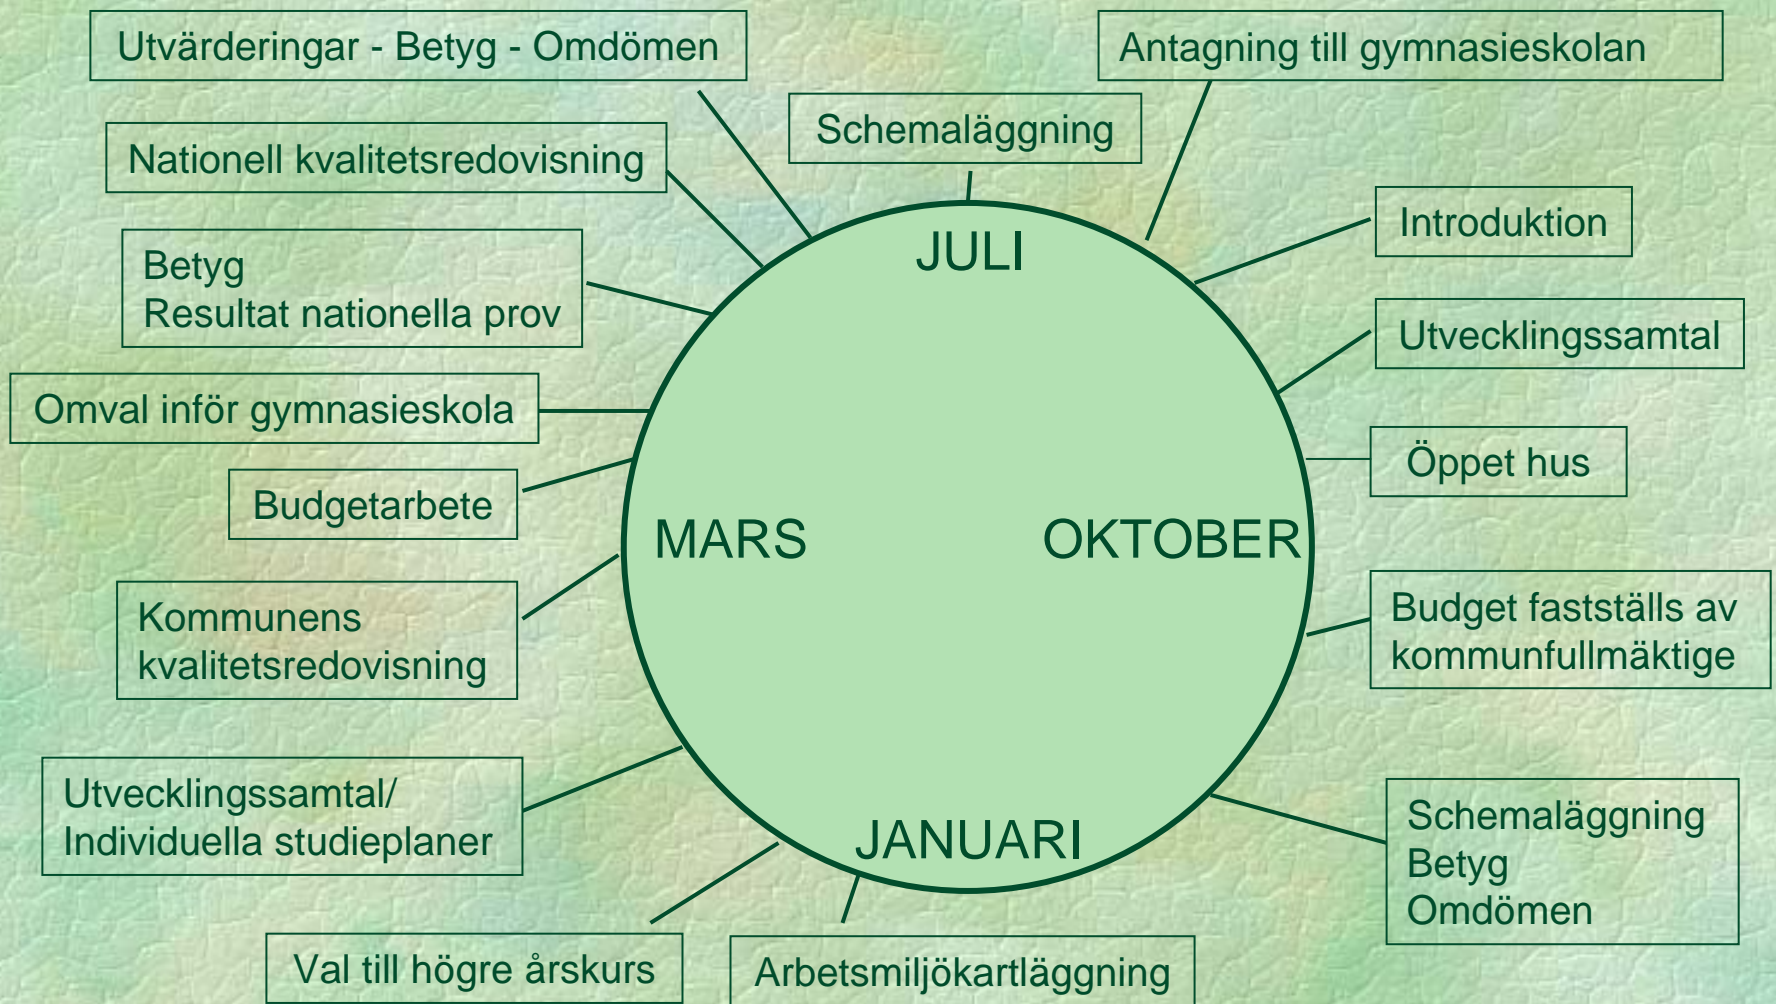 Utvärderingar - Betyg - Omdömen
Antagning till gymnasieskolan
Schemaläggning
Nationell kvalitetsredovisning
Introduktion
JULI
Betyg
Resultat nationella prov
Utvecklingssamtal
Omval inför gymnasieskola
Öppet hus
Budgetarbete
MARS
OKTOBER
Kommunens
kvalitetsredovisning
Budget fastställs av
kommunfullmäktige
Utvecklingssamtal/
Individuella studieplaner
JANUARI
Schemaläggning
Betyg
Omdömen
Val till högre årskurs
Arbetsmiljökartläggning